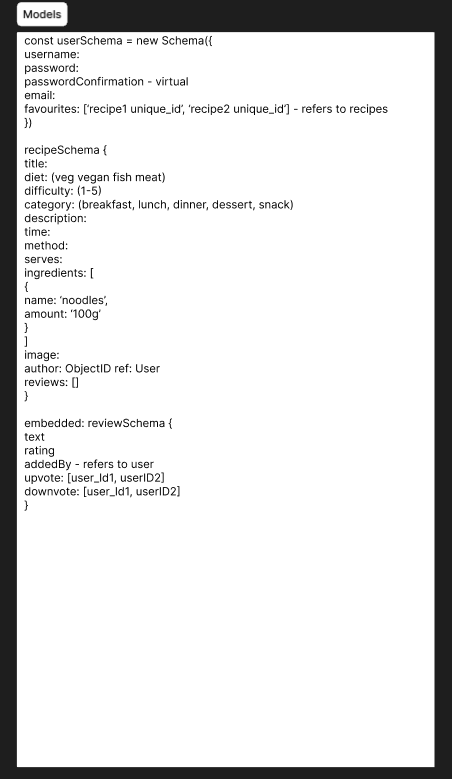 Models
const userSchema = new Schema({
username:
password:
passwordConfirmation - virtual
email:
favourites: [‘recipe1 unique_id’, ‘recipe2 unique_id’] - refers to recipes
})

recipeSchema {
title:
diet: (veg vegan fish meat)
difficulty: (1-5)
category: (breakfast, lunch, dinner, dessert, snack)
description:
time:
method:
serves:
ingredients: [
{
name: ‘noodles’,
amount: ‘100g’
}
]
image:
author: ObjectID ref: User
reviews: []
}

embedded: reviewSchema {
text
rating
addedBy - refers to user
upvote: [user_Id1, userID2]
downvote: [user_Id1, userID2]
}